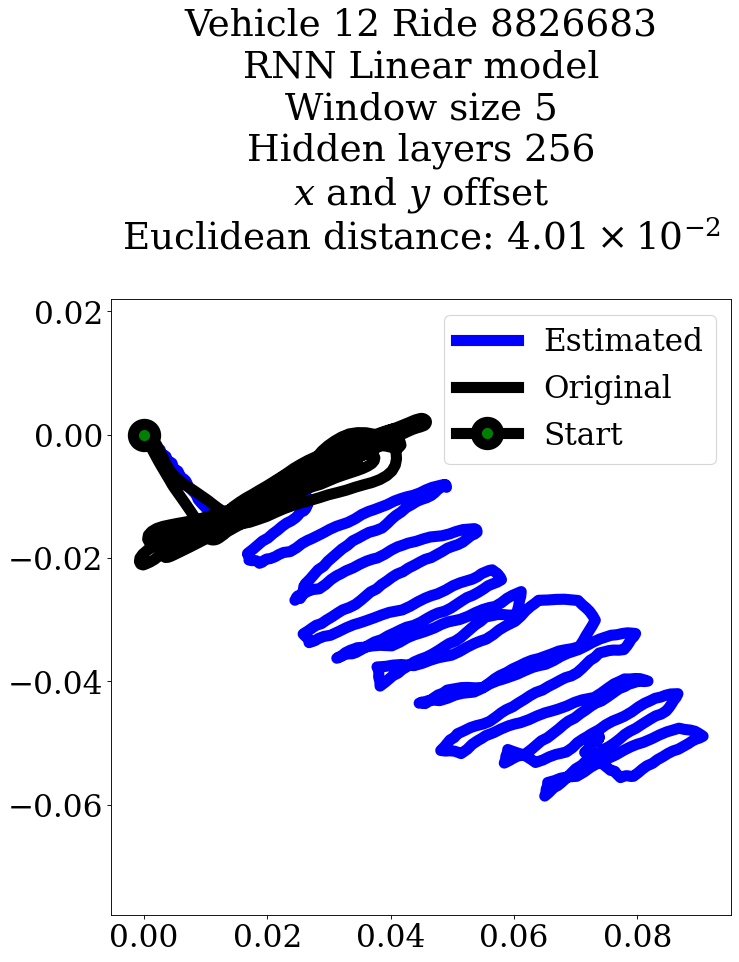 Vehicle 12 Ride 8826683
RNN Linear model
Window size 5
Hidden layers 256
x and y offset
Euclidean distance: 4.01 × 10⁻²
Estimated
Original
Start
0.02
0.00
−0.02
−0.04
−0.06
0.00 0.02 0.04 0.06 0.08